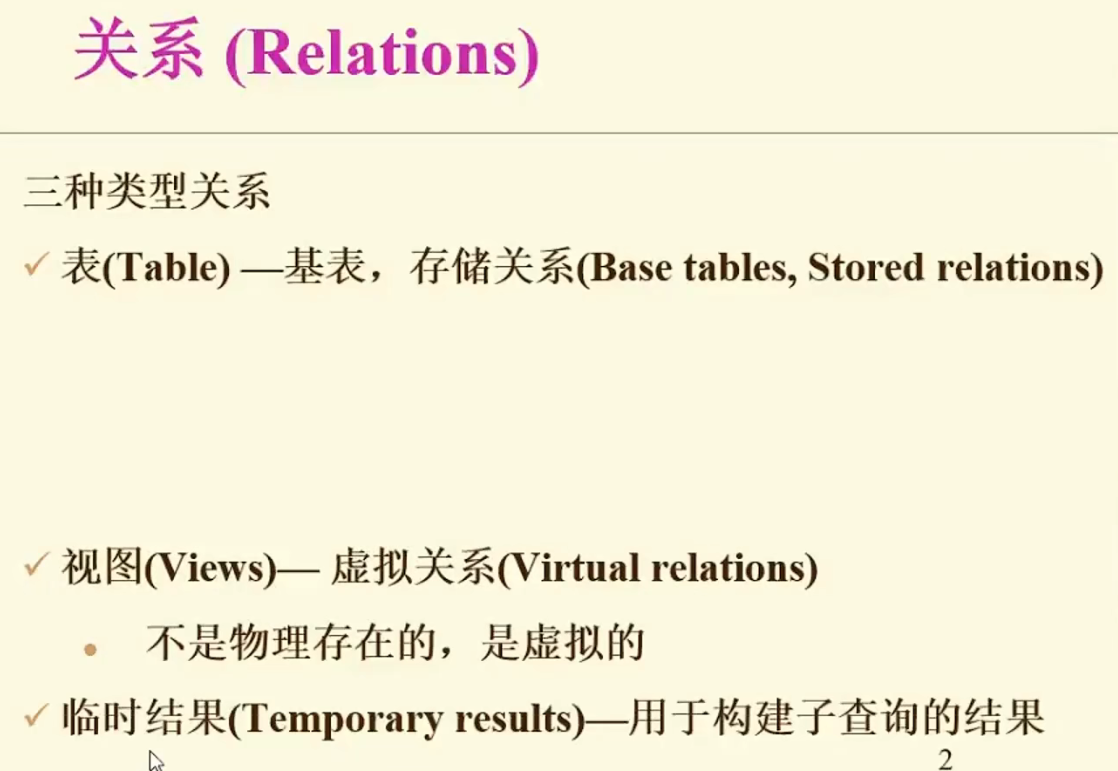 关系 (Relations)
三种类型关系
✓ 表(Table) —基表，存储关系(Base tables, Stored relations)
✓ 视图(Views)— 虚拟关系(Virtual relations)
• 不是物理存在的，是虚拟的
✓ 临时结果(Temporary results)—用于构建子查询的结果
2